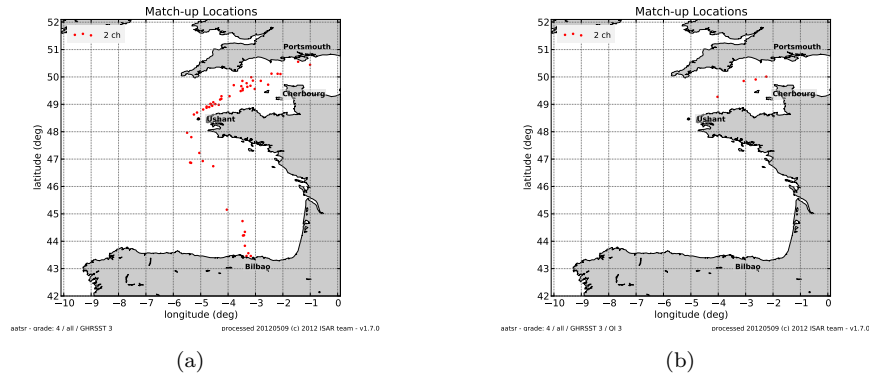 Match-up Locations
52
51
50
49
48
47
46
45
44
43
42
latitude (deg)
2 ch
Portsmouth
Cherbourg
Ushant
Bilbao
−10 −9 −8 −7 −6 −5 −4 −3 −2 −1 0
longitude (deg)
aatsr - grade: 4 / all / GHRSST 3
processed 20120509 (c) 2012 ISAR team - v1.7.0
(a)
Match-up Locations
52
51
50
49
48
47
46
45
44
43
42
latitude (deg)
2 ch
Portsmouth
Cherbourg
Ushant
Bilbao
−10 −9 −8 −7 −6 −5 −4 −3 −2 −1 0
longitude (deg)
aatsr - grade: 4 / all / GHRSST 3 / QI 3
processed 20120509 (c) 2012 ISAR team - v1.7.0
(b)